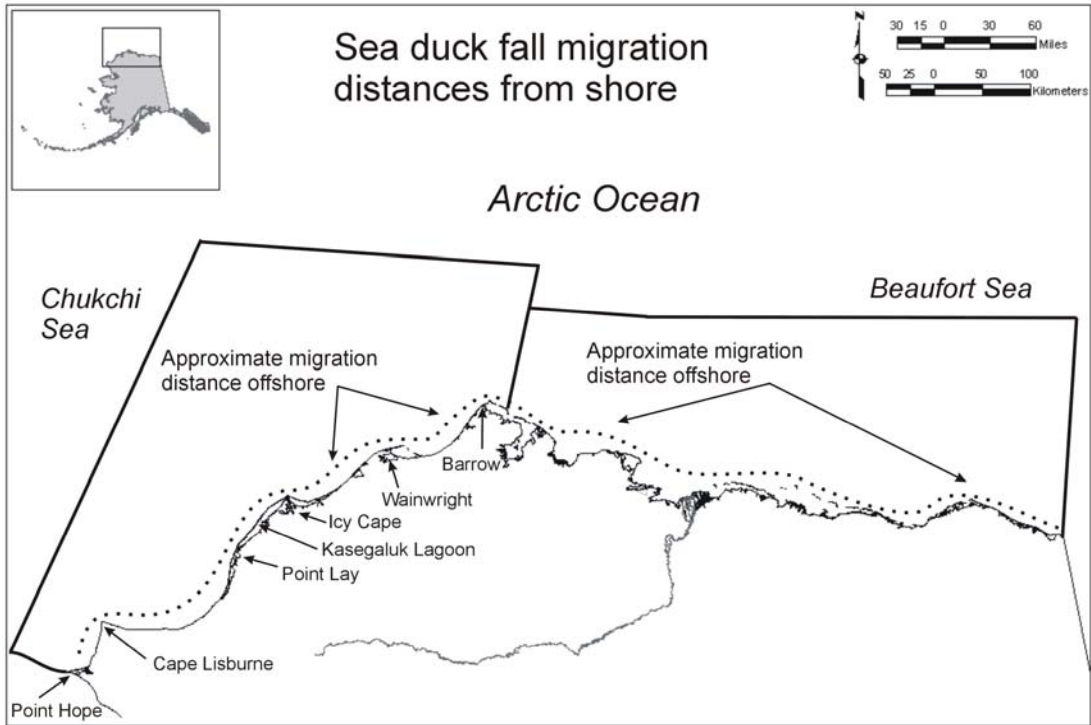 Sea duck fall migration
distances from shore
N
30 15 0 30 60
Miles
50 25 0 50 100
Kilometers
Arctic Ocean
Chukchi
Sea
Beaufort Sea
Approximate migration
distance offshore
Approximate migration
distance offshore
Barrow
Wainwright
Icy Cape
Kasegaluk Lagoon
Point Lay
Cape Lisburne
Point Hope